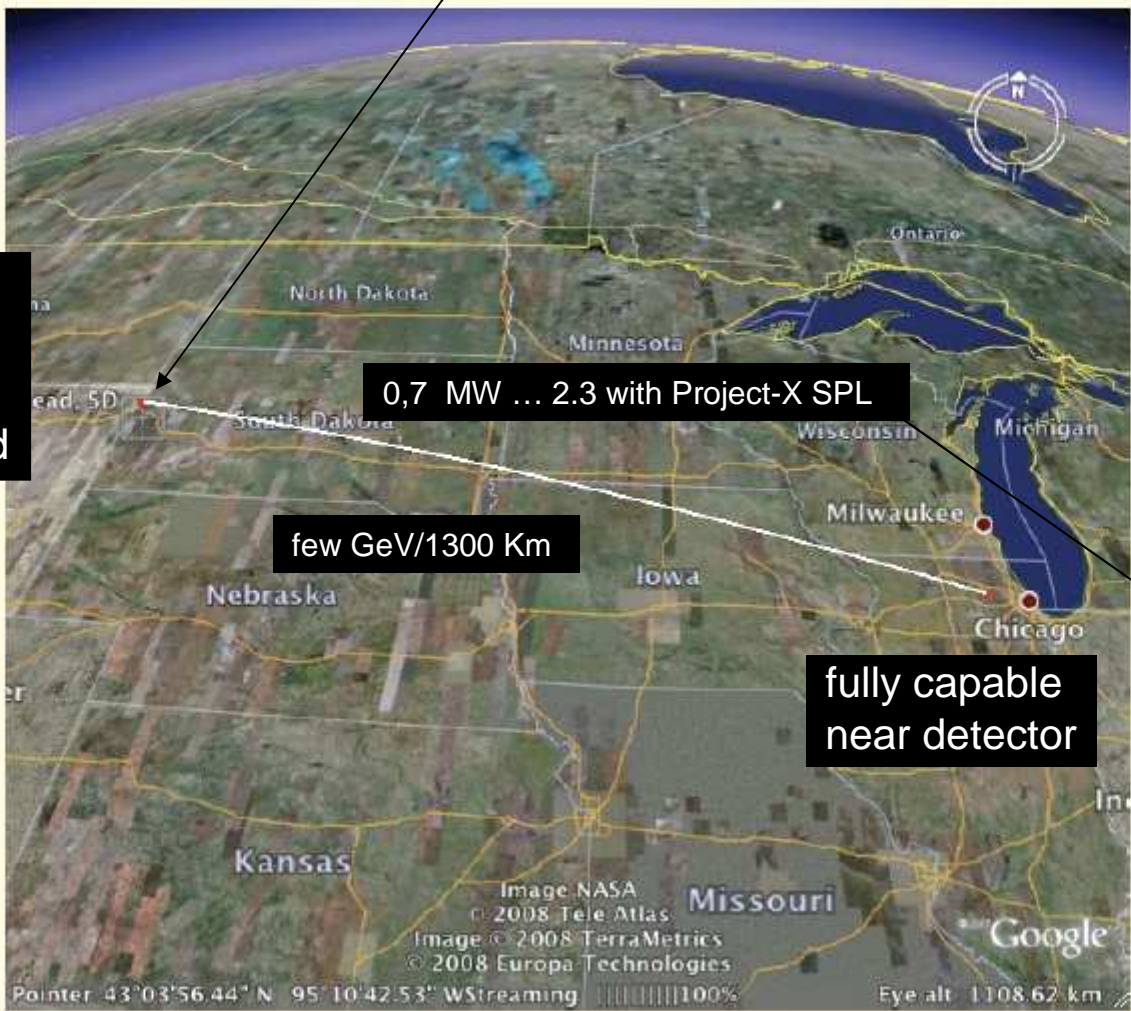 N
Ontario
North Dakota
Minnesota
ead, SD
0,7 MW … 2.3 with Project-X SPL
South Dakota
Wisconsin
Michigan
d
Milwaukee
few GeV/1300 Km
Iowa
Nebraska
Chicago
fully capable
near detector
Kansas
Missouri
Image NASA
© 2008 Tele Atlas
Image © 2008 TerraMetrics
© 2008 Europa Technologies
Google
Pointer 43°03'56.44" N 95°10'42.53" W Streaming ||||||||| 100% Eye alt 1108.62 km